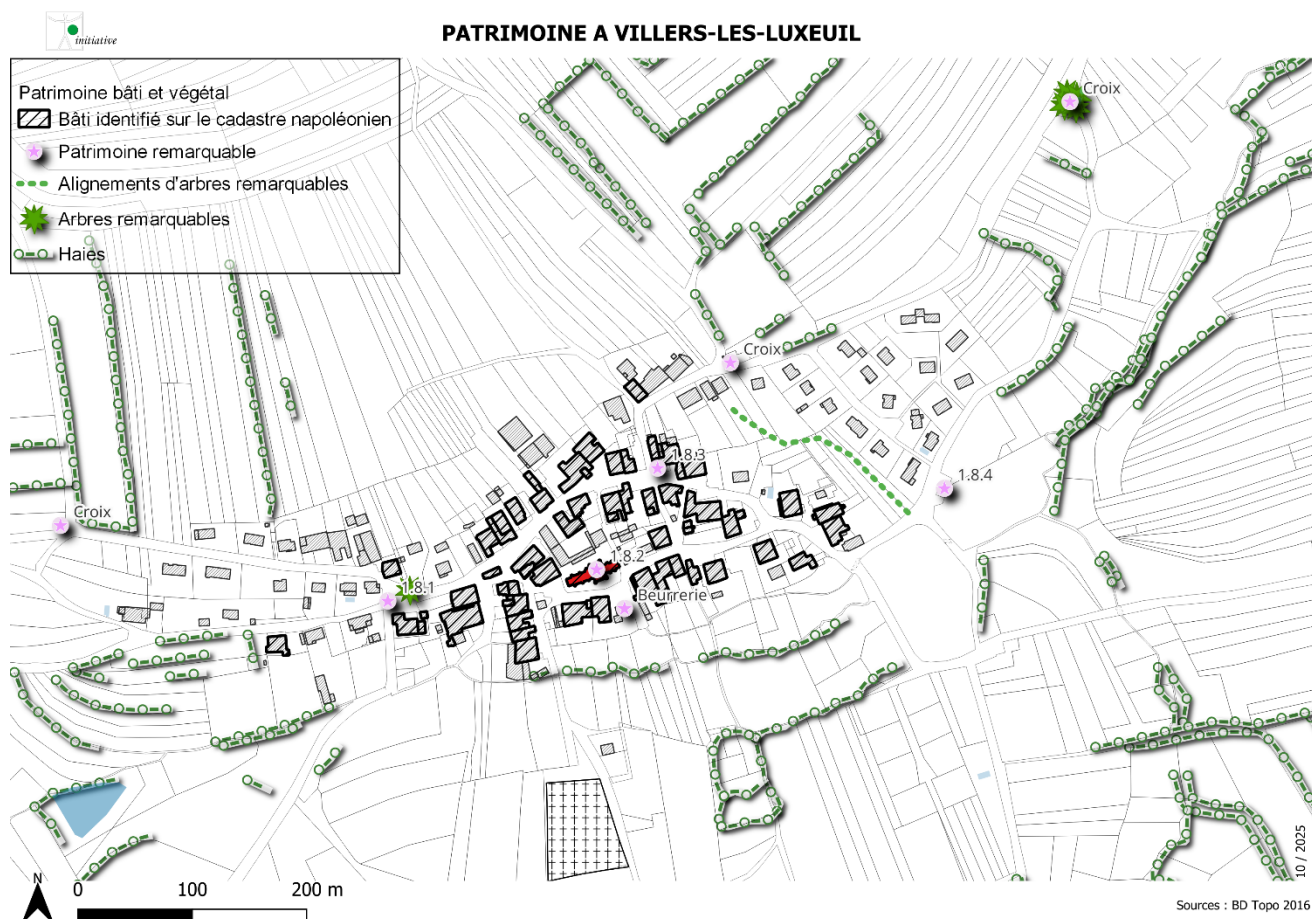 initiative
PATRIMOINE A VILLERS-LES-LUXEUIL
Patrimoine bâti et végétal
Bâti identifié sur le cadastre napoléonien
Patrimoine remarquable
Alignements d'arbres remarquables
Arbres remarquables
Haies
Croix
Croix
1.8.3
1.8.4
Croix
1.8.2
1.8.1
Beurrerie
N
0 100 200 m
10 / 2025
Sources : BD Topo 2016